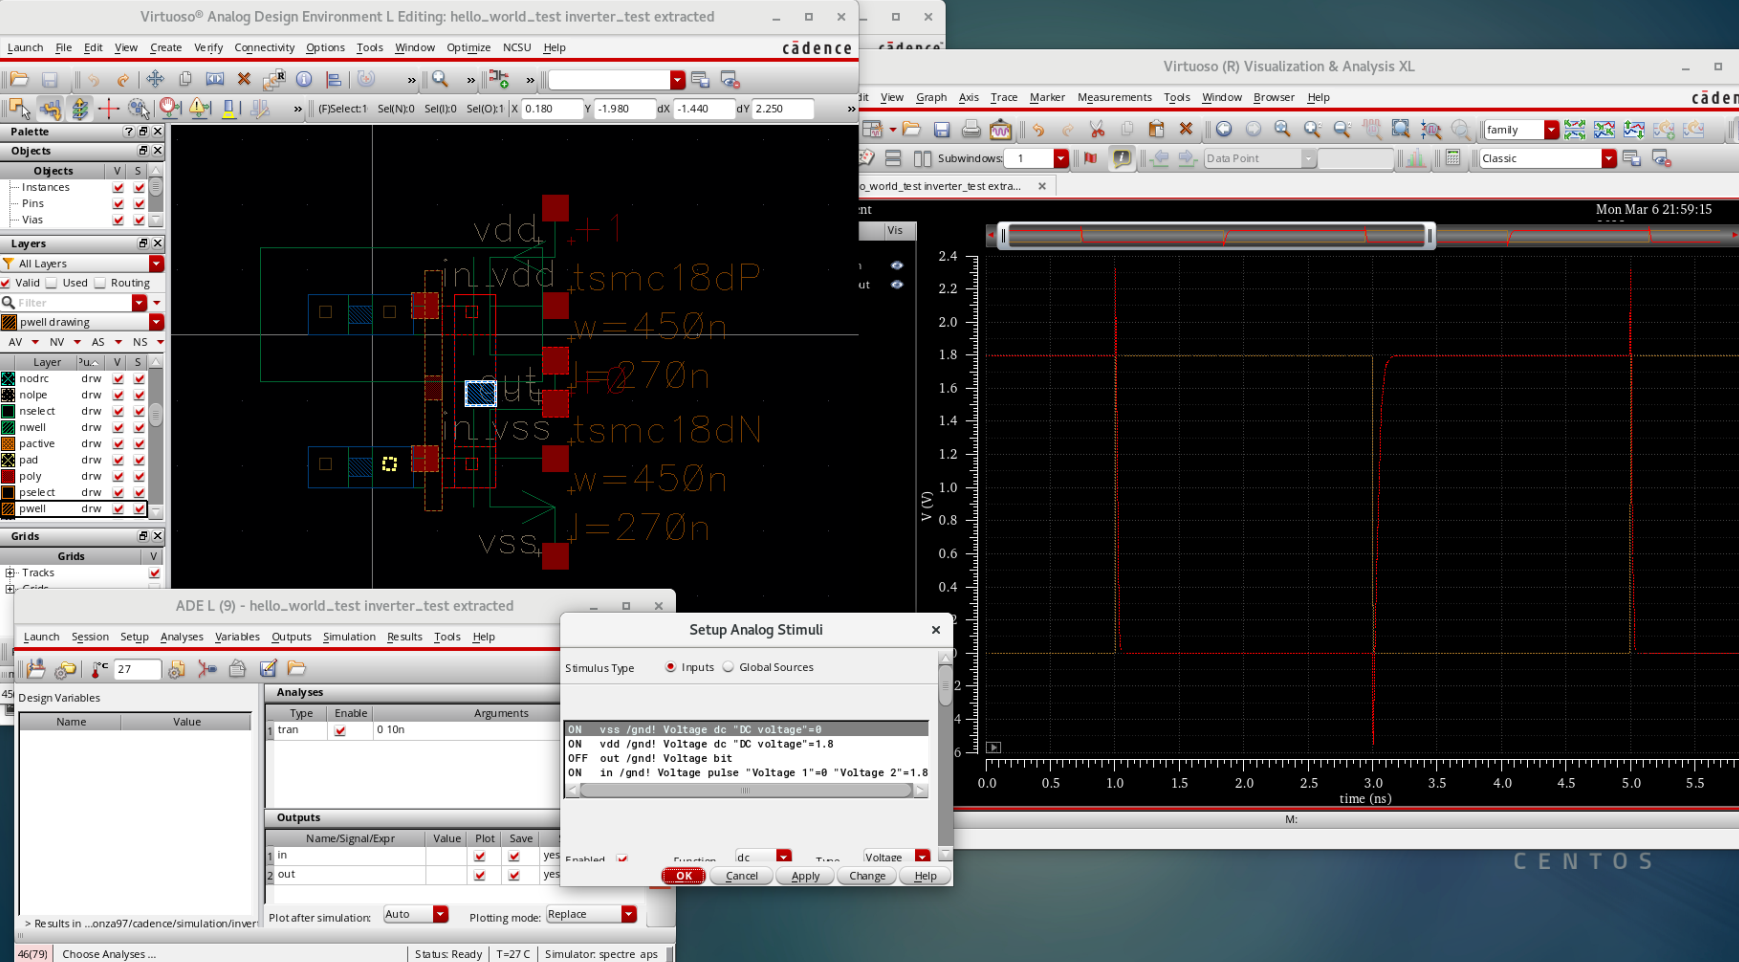 Virtuoso® Analog Design Environment L Editing: hello_world_test inverter_test extracted
Launch File Edit View Create Verify Connectivity Options Tools Window Optimize NCSU Help
cādence
(F)Select:1 Sel(N):0 Sel(I):0 Sel(O):1 X 0.180 Y -1.980 dX -1.440 dY 2.250
Palette
Objects
Objects V S
Instances
Pins
Vias
Layers
All Layers
Valid Used Routing
Filter
pwell drawing
AV NV AS NS
Layer Pu... V S
nodrc drw
nolpe drw
nselect drw
nwell drw
pactive drw
pad drw
poly drw
pselect drw
pwell drw
Grids
Grids V
Tracks
vdd
+1
in vdd
tsmc18dP
w=450n
l=270n
out
in vss
tsmc18dN
w=450n
l=270n
vss
Virtuoso (R) Visualization & Analysis XL
View Graph Axis Trace Marker Measurements Tools Window Browser Help
family
Subwindows: 1
Data Point
Classic
o_world_test inverter_test extra...
Mon Mar 6 21:59:15
Vis
out
V (V)
2.4
2.2
2.0
1.8
1.6
1.4
1.2
1.0
0.8
0.6
0.4
0.0 0.5 1.0 1.5 2.0 2.5 3.0 3.5 4.0 4.5 5.0 5.5
time (ns)
M:
CENTOS
ADE L (9) - hello_world_test inverter_test extracted
Launch Session Setup Analyses Variables Outputs Simulation Results Tools Help
°C 27
Design Variables
Name Value
Analyses
Type Enable Arguments
1 tran 0 10n
Outputs
Name/Signal/Expr Value Plot Save
1 in yes
2 out yes
> Results in ...onza97/cadence/simulation/inver
Plot after simulation: Auto Plotting mode: Replace
46(79) Choose Analyses ... Status: Ready T=27 C Simulator: spectre aps
Setup Analog Stimuli
Stimulus Type Inputs Global Sources
ON vss /gnd! Voltage dc "DC voltage"=0
ON vdd /gnd! Voltage dc "DC voltage"=1.8
OFF out /gnd! Voltage bit
ON in /gnd! Voltage pulse "Voltage 1"=0 "Voltage 2"=1.8
Enabled Function dc Type Voltage
OK Cancel Apply Change Help